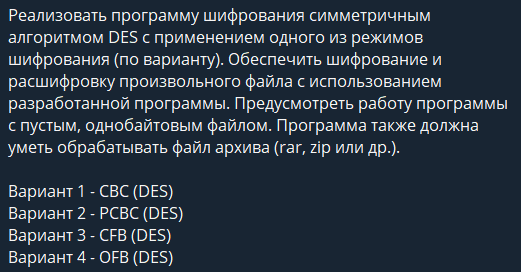 Реализовать программу шифрования симметричным
алгоритмом DES с применением одного из режимов
шифрования (по варианту). Обеспечить шифрование и
расшифровку произвольного файла с использованием
разработанной программы. Предусмотреть работу программы
с пустым, однобайтовым файлом. Программа также должна
уметь обрабатывать файл архива (rar, zip или др.).

Вариант 1 - CBC (DES)
Вариант 2 - PCBC (DES)
Вариант 3 - CFB (DES)
Вариант 4 - OFB (DES)